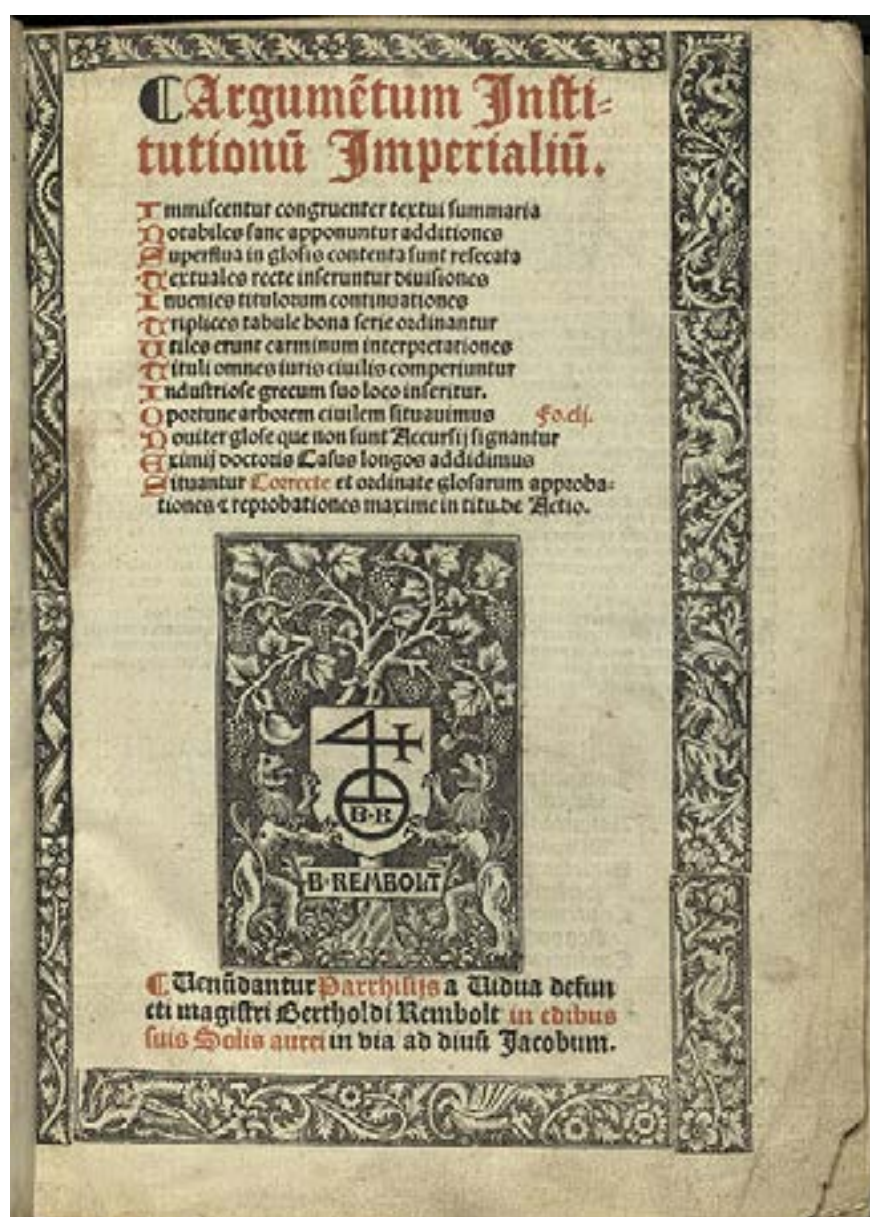 ⸿Argumētum Insti-
tutionū Imperialiū.
Immiscentur congruenter textui summaria
Notabiles sane apponuntur additiones
Superflua in glosis contenta sunt resecata
Textuales recte inseruntur diuisiones
Inuenies titulorum continuationes
Triplices tabule bona serie ordinantur
Utiles erunt carminum interpretationes
Tituli omnes iuris ciuilis comperiuntur
Industriose grecum suo loco inseritur.
Oportune arborem ciuilem situauimus Fo.clj.
Nouiter glose que non sunt Accursij signantur
Eximij doctoris Casus longos addidimus
Situantur Correcte et ordinate glosarum approba-
tiones ⁊ reprobationes maxime in titu. de Actio.
B·R
B·REMBOLT
⸿ Uenūdantur Parrhisijs a Uidua defun
cti magistri Bertholdi Rembolt in edibus
suis Solis aurei in via ad diuū Jacobum.